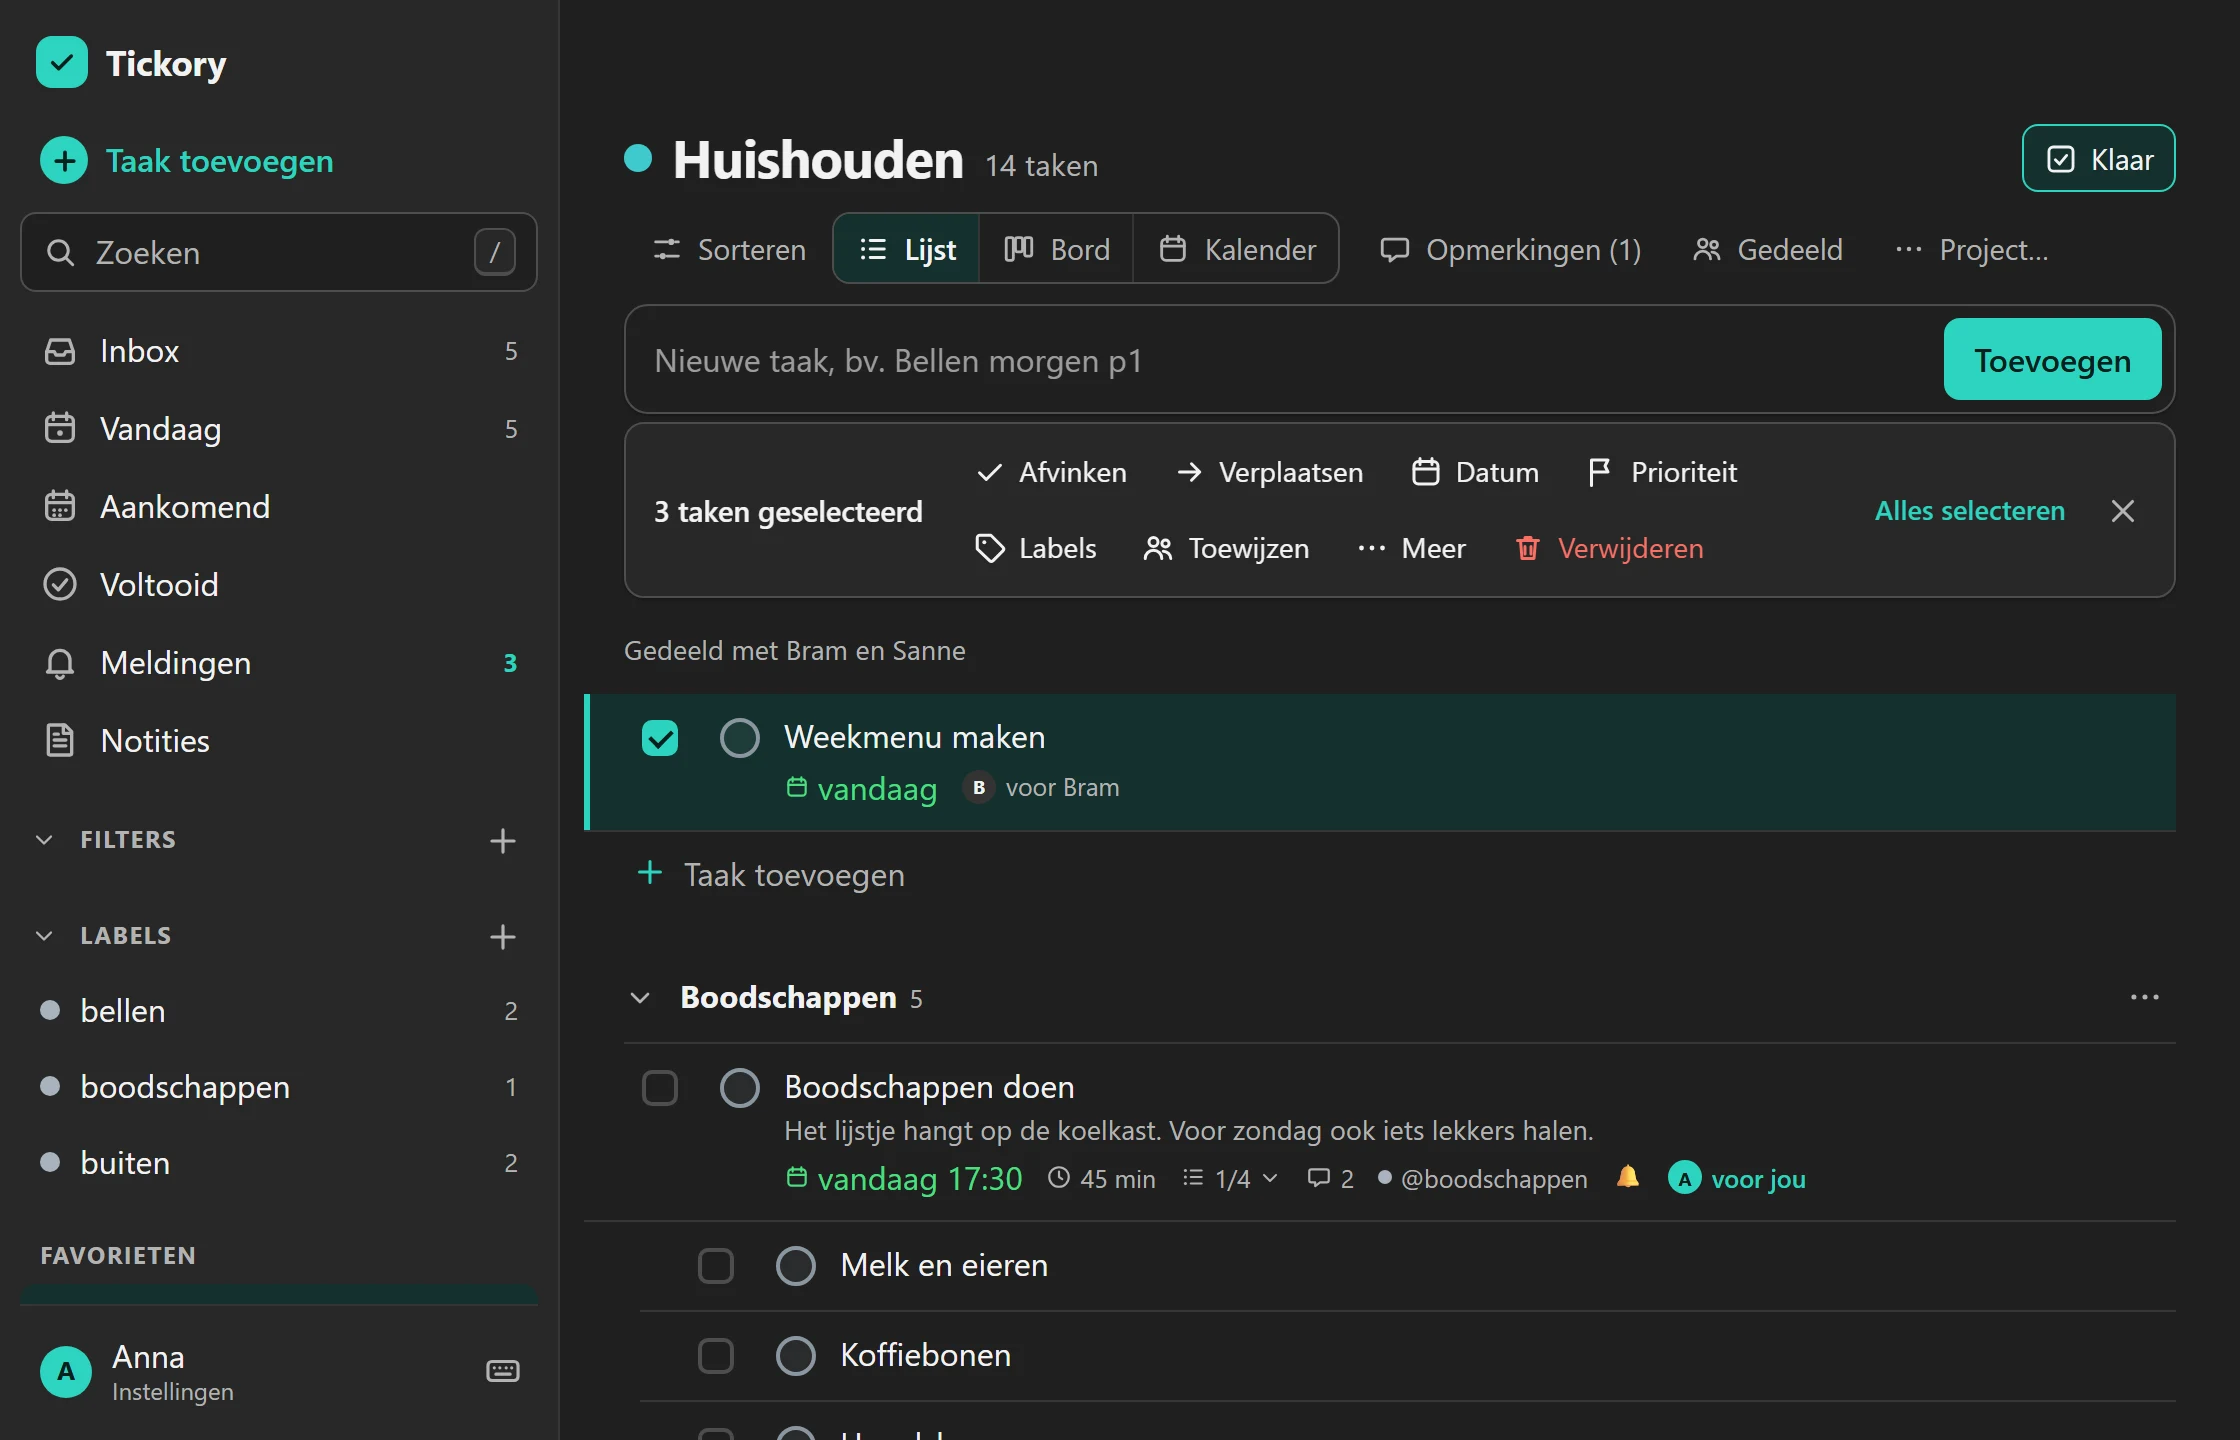 Tickory
Taak toevoegen
Zoeken /
Inbox 5
Vandaag 5
Aankomend
Voltooid
Meldingen 3
Notities
FILTERS
LABELS
bellen 2
boodschappen 1
buiten 2
FAVORIETEN
A Anna
Instellingen
Huishouden 14 taken
Klaar
Sorteren Lijst Bord Kalender Opmerkingen (1) Gedeeld Project...
Nieuwe taak, bv. Bellen morgen p1 Toevoegen
3 taken geselecteerd
Afvinken Verplaatsen Datum Prioriteit
Labels Toewijzen Meer Verwijderen
Alles selecteren
Gedeeld met Bram en Sanne
Weekmenu maken
vandaag B voor Bram
Taak toevoegen
Boodschappen 5
Boodschappen doen
Het lijstje hangt op de koelkast. Voor zondag ook iets lekkers halen.
vandaag 17:30 45 min 1/4 2 @boodschappen A voor jou
Melk en eieren
Koffiebonen